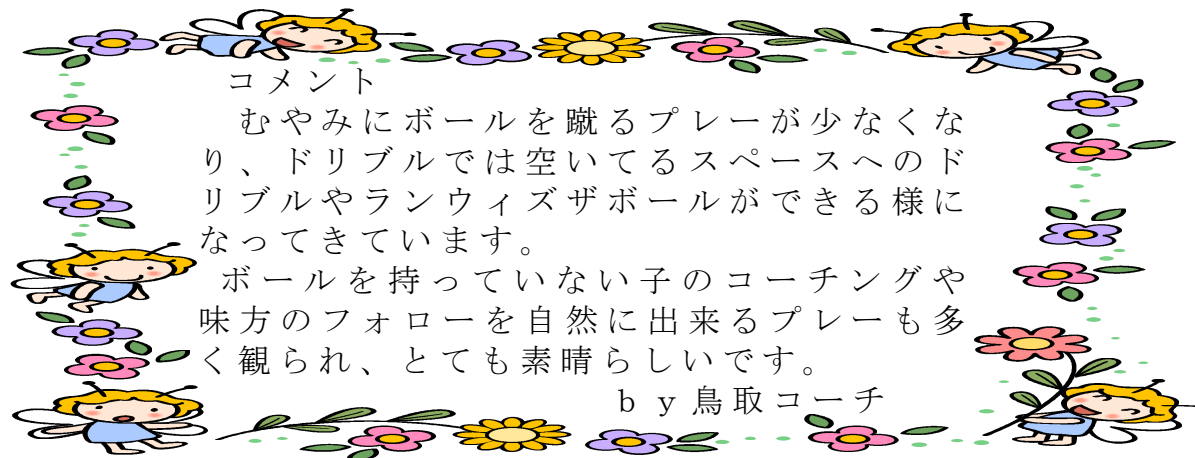 コメント
むやみにボールを蹴るプレーが少なくな
り、ドリブルでは空いてるスペースへのド
リブルやランウィズザボールができる様に
なってきています。
ボールを持っていない子のコーチングや
味方のフォローを自然に出来るプレーも多
く観られ、とても素晴らしいです。
ｂｙ鳥取コーチ